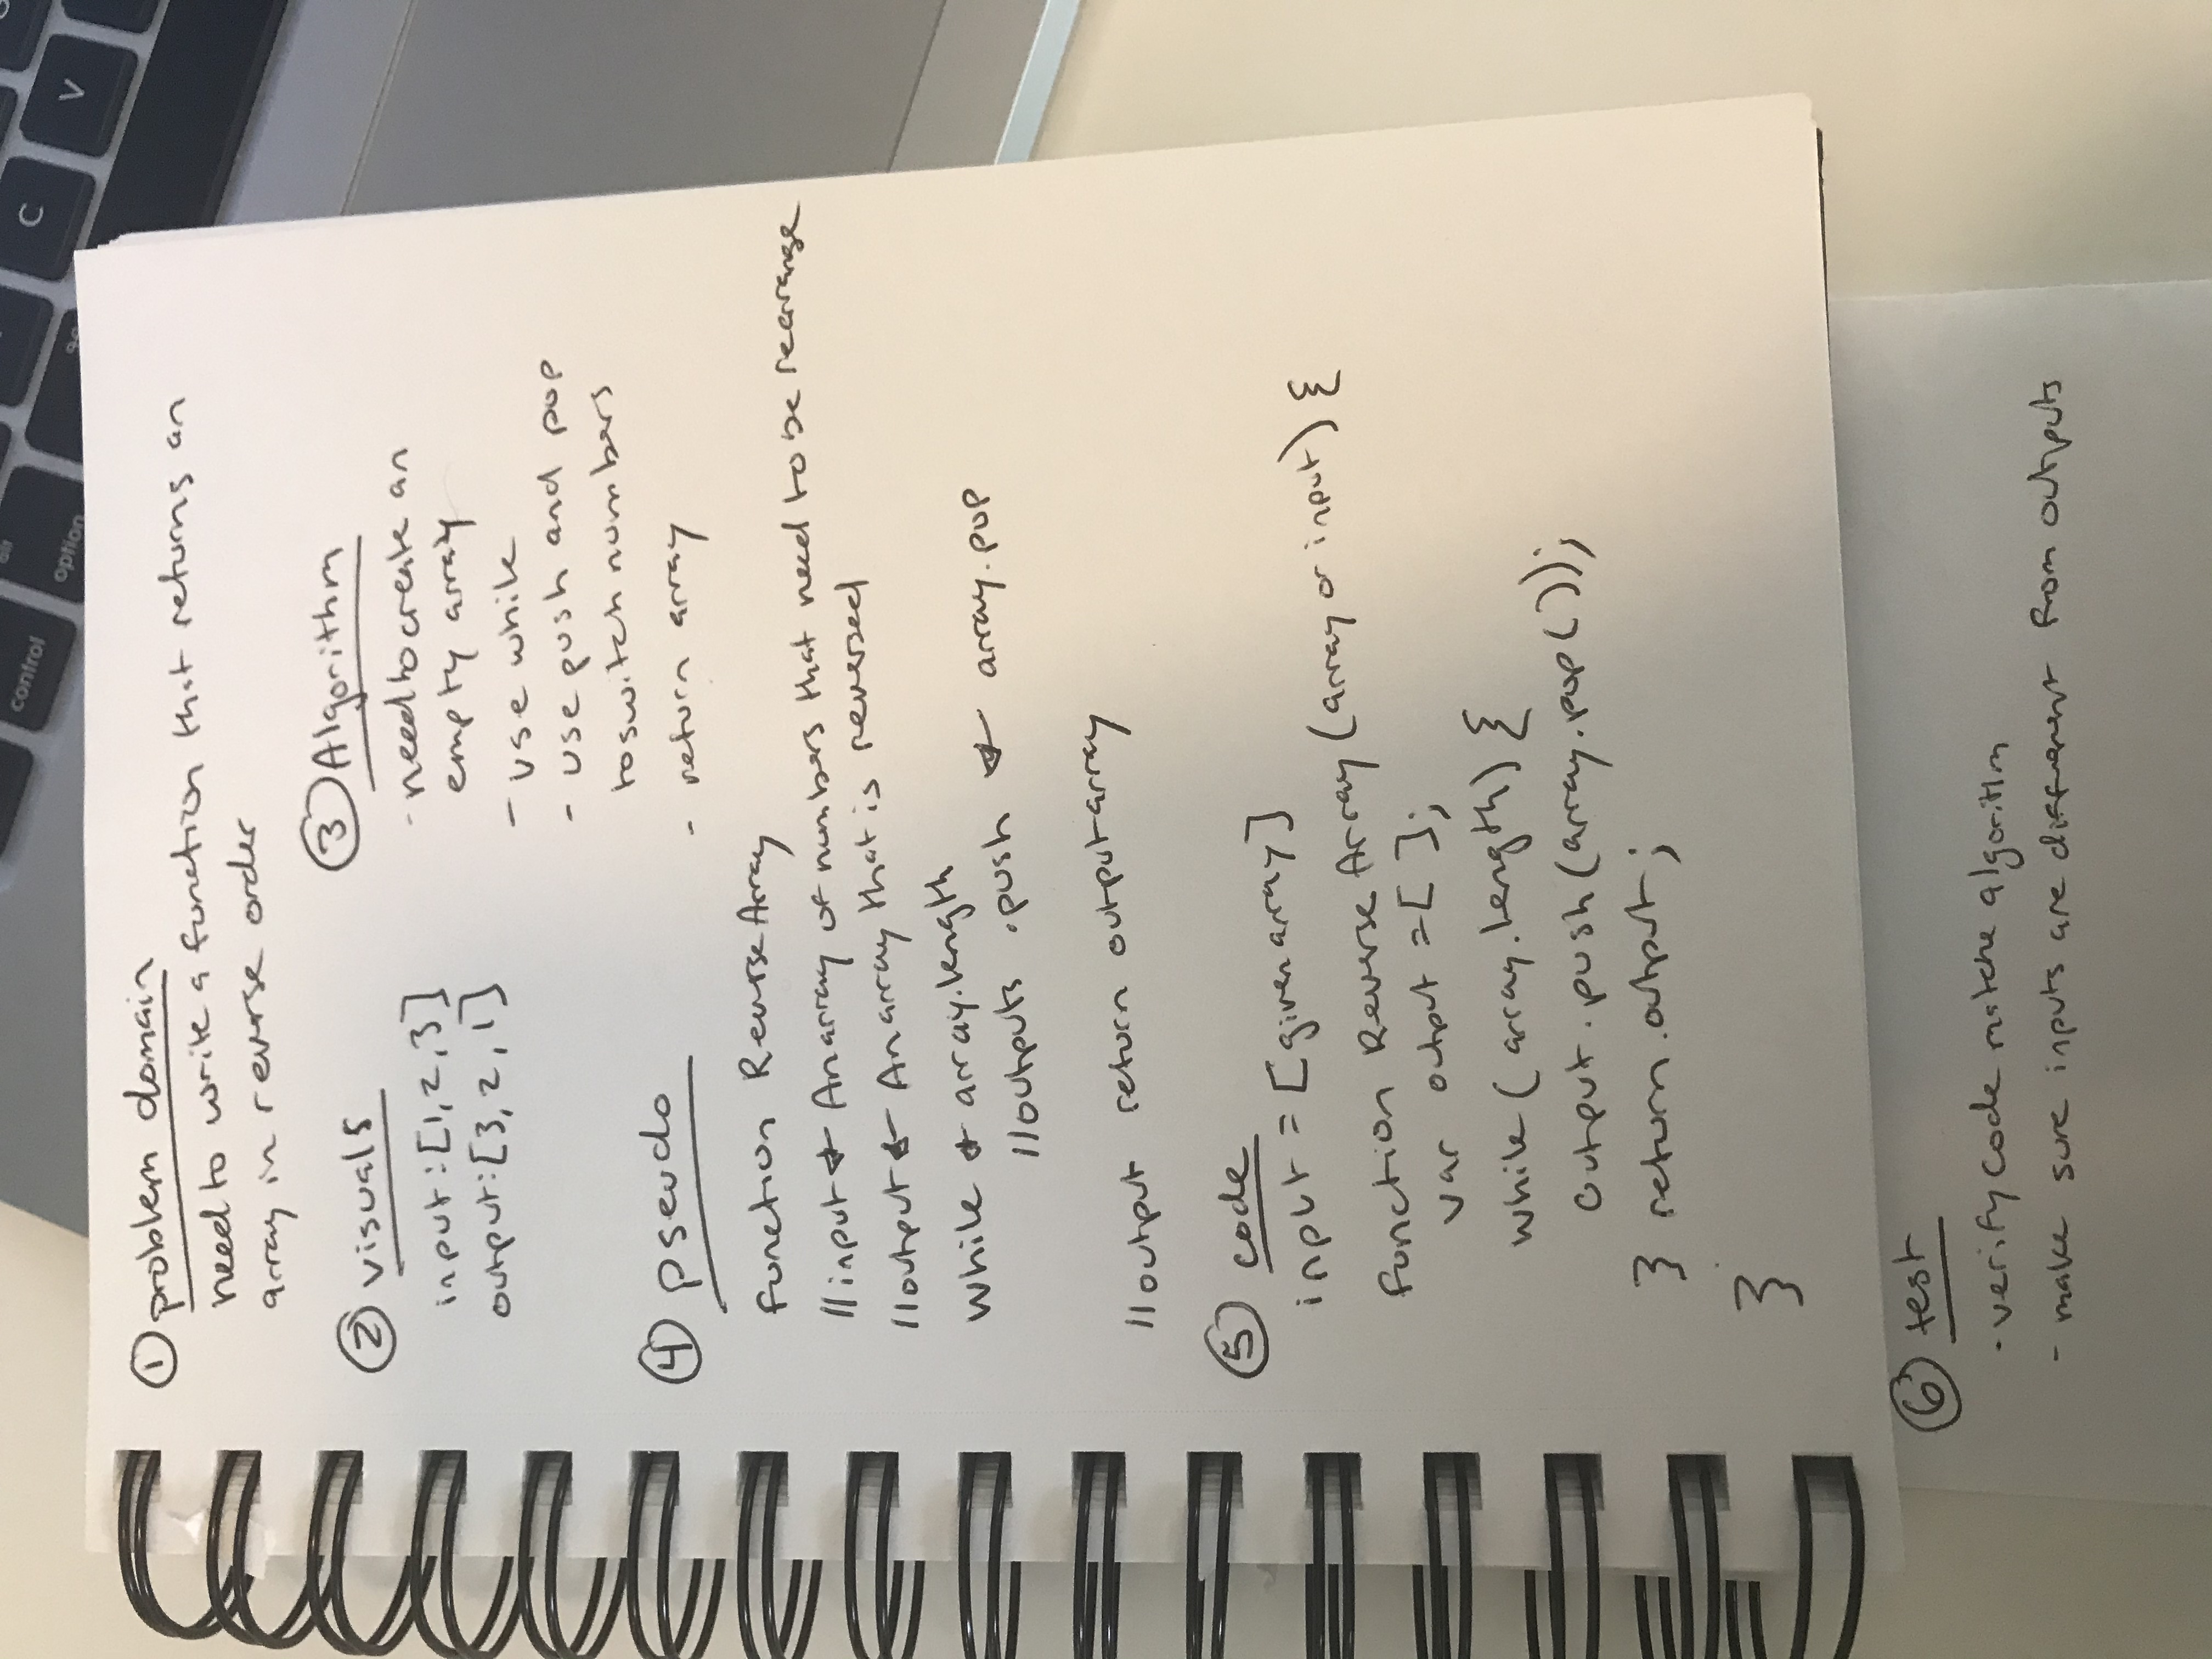 control
alt
option
C
V
① problem domain
need to write a function that returns an
array in reverse order
② visuals
input:[1,2,3]
output:[3,2,1]
③ Algorithm
- need to create an
empty array
- use while
- use push and pop
to switch numbers
- return array
④ pseudo
function ReverseArray
//input ← An array of numbers that need to be rearrange
//output ← An array that is reversed
While ← array.length
//outputs .push ← array.pop
//output return outputarray
⑤ code
input = [given array]
function ReverseArray (array or input) {
var output = [ ];
while ( array.length) {
output.push(array.pop());
} return.output;
}
⑥ test
- verify code matche algorithm
- make sure inputs are different from outputs